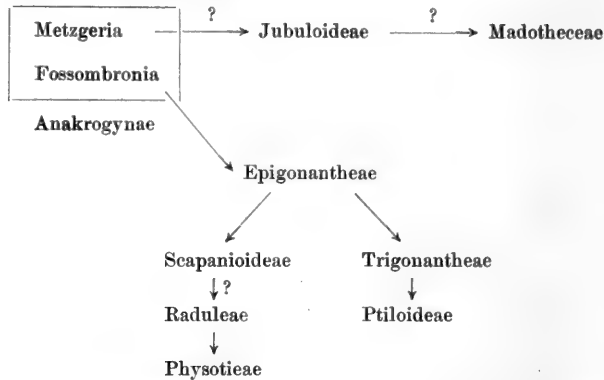 ? ?
Metzgeria Jubuloideae Madotheceae
Fossombronia
Anakrogynae
Epigonantheae
Scapanioideae Trigonantheae
?
Raduleae Ptiloideae
Physotieae